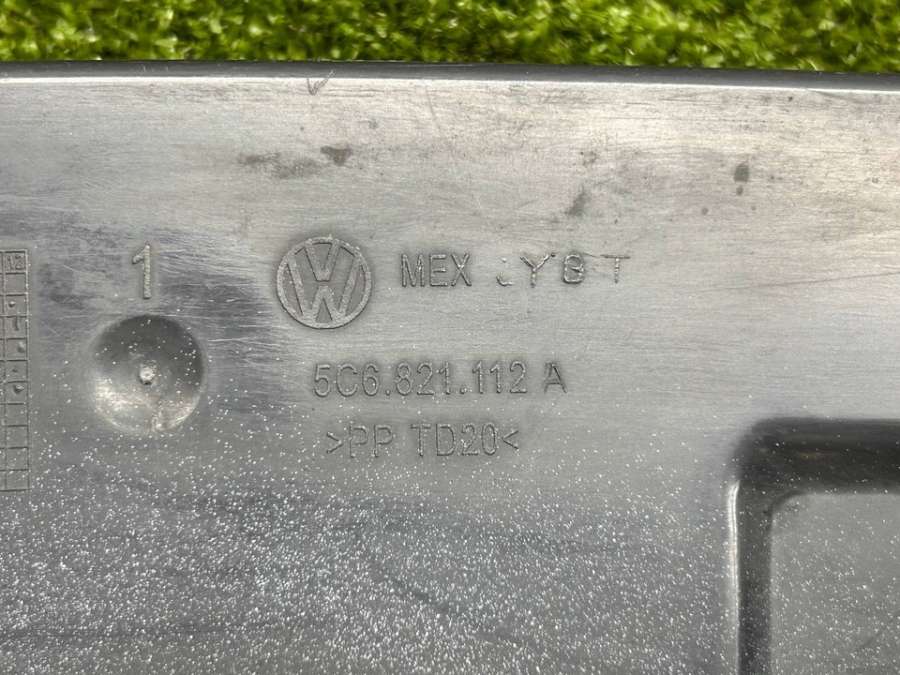 1
MEX
5C6.821.112 A
>PP TD20<